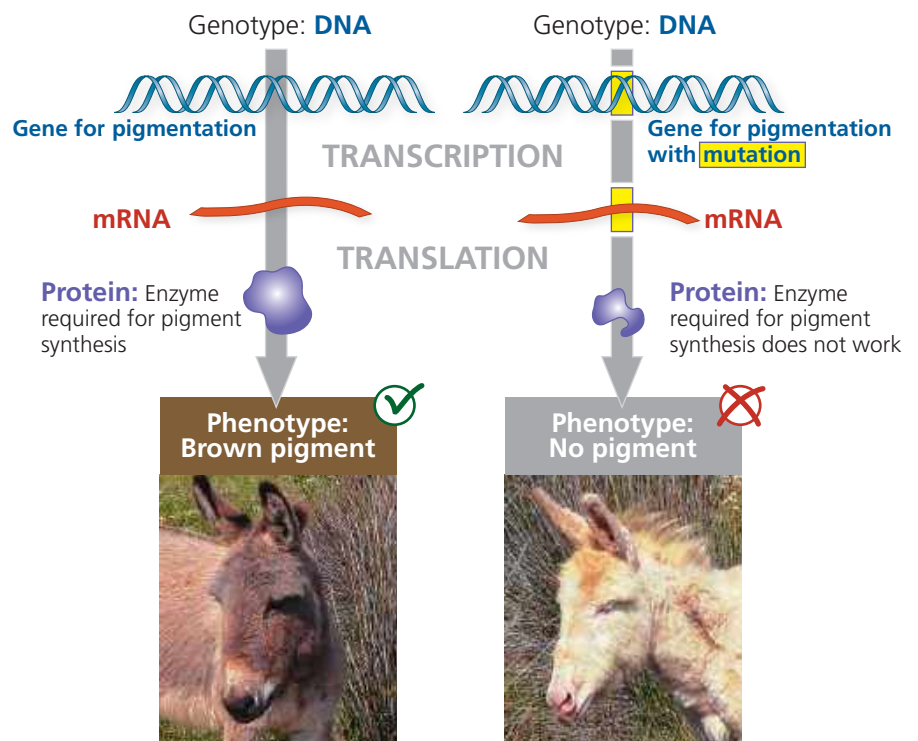 Genotype: DNA
Genotype: DNA
Gene for pigmentation
Gene for pigmentation
with mutation
TRANSCRIPTION
mRNA
mRNA
TRANSLATION
Protein: Enzyme
required for pigment
synthesis
Protein: Enzyme
required for pigment
synthesis does not work
Phenotype:
Brown pigment
Phenotype:
No pigment